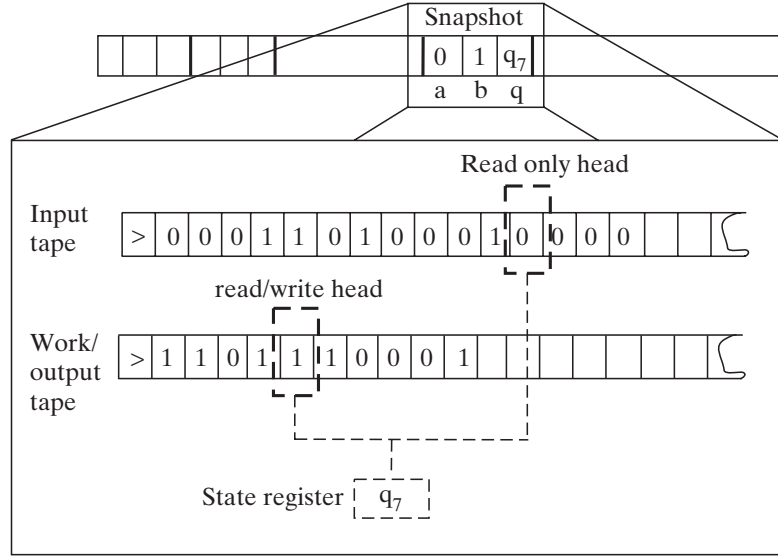 Snapshot
0 1 q7
a b q
Read only head
Input tape
> 0 0 0 1 1 0 1 0 0 0 1 0 0 0 0
read/write head
Work/ output tape
> 1 1 0 1 1 1 0 0 0 1
State register q7